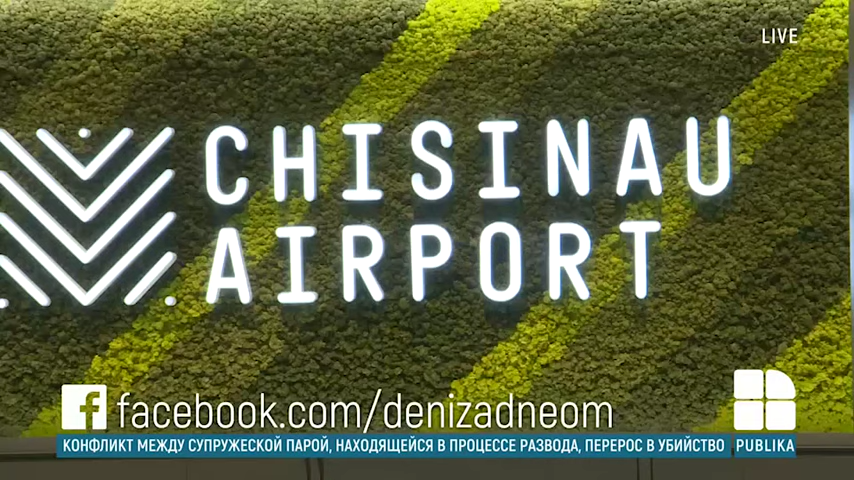 LIVE
CHISINAU
AIRPORT
facebook.com/denizadneom
КОНФЛИКТ МЕЖДУ СУПРУЖЕСКОЙ ПАРОЙ, НАХОДЯЩЕЙСЯ В ПРОЦЕССЕ РАЗВОДА, ПЕРЕРОС В УБИЙСТВО
PUBLIKA